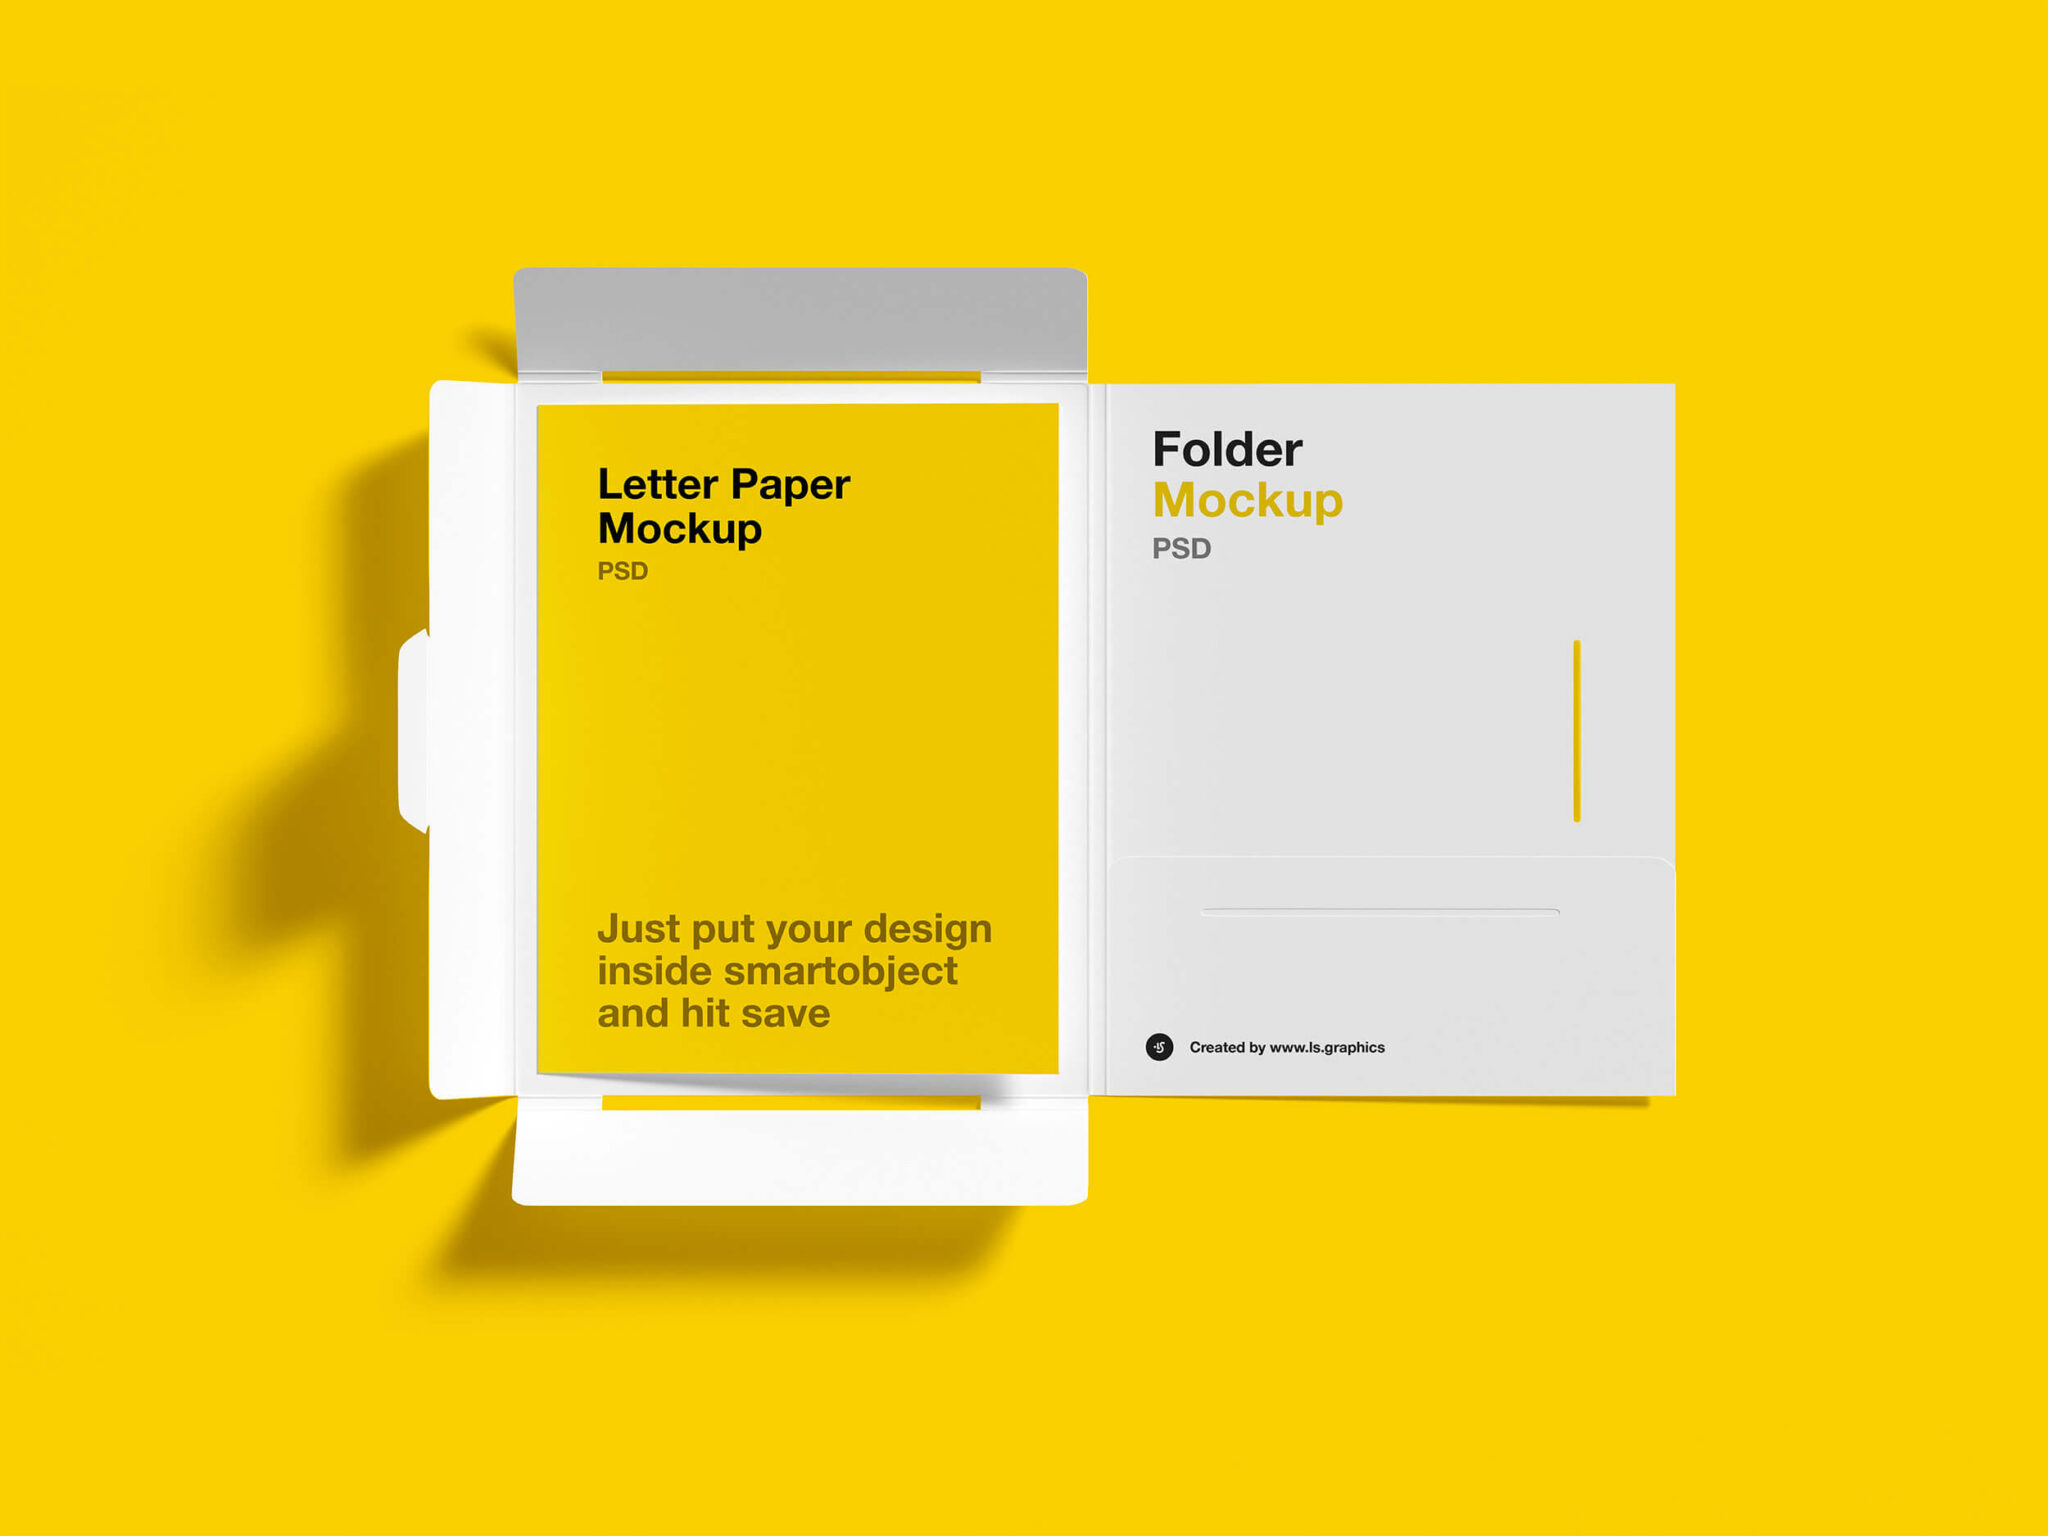 Letter Paper
Mockup
PSD
Just put your design
inside smartobject
and hit save
Folder
Mockup
PSD
LS Created by www.ls.graphics